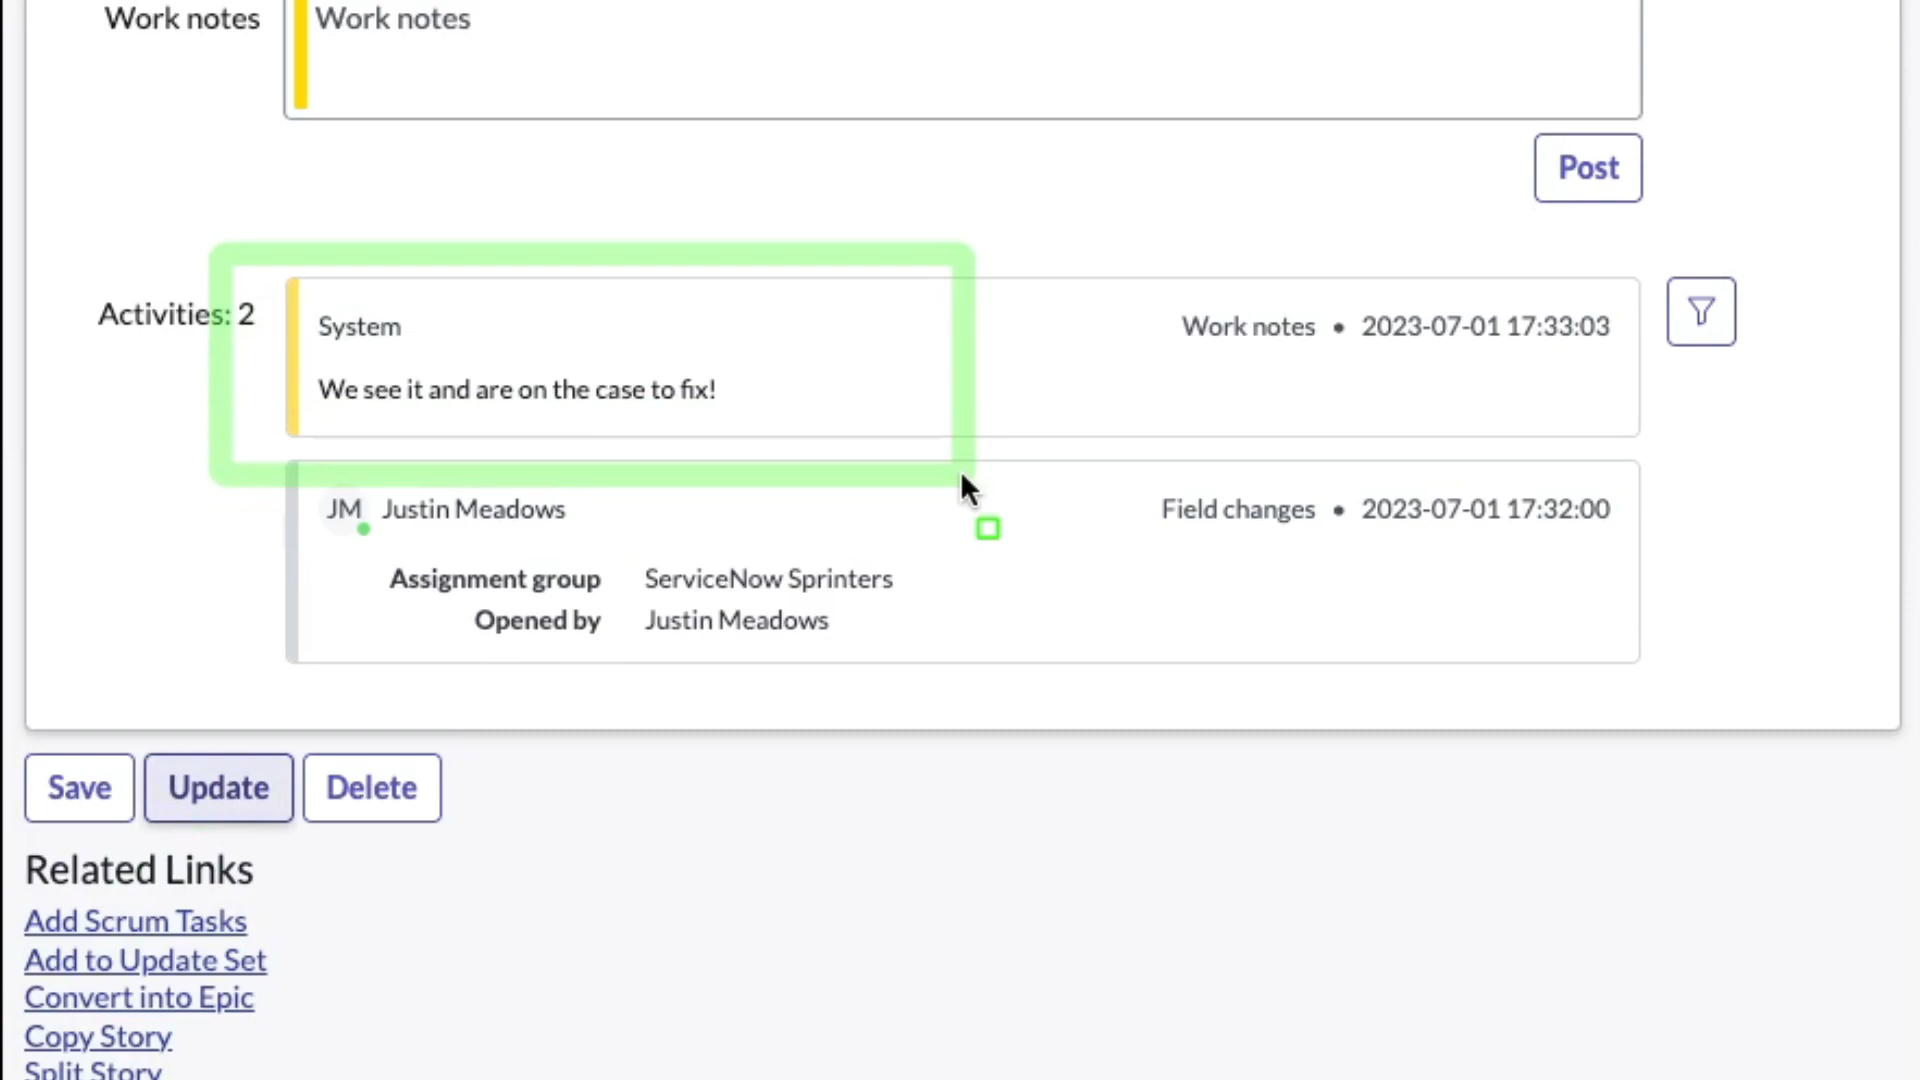 Work notes
Work notes
Post
Activities: 2
System
Work notes • 2023-07-01 17:33:03
We see it and are on the case to fix!
JM Justin Meadows
Field changes • 2023-07-01 17:32:00
Assignment group ServiceNow Sprinters
Opened by Justin Meadows
Save Update Delete
Related Links
Add Scrum Tasks
Add to Update Set
Convert into Epic
Copy Story
Split Story